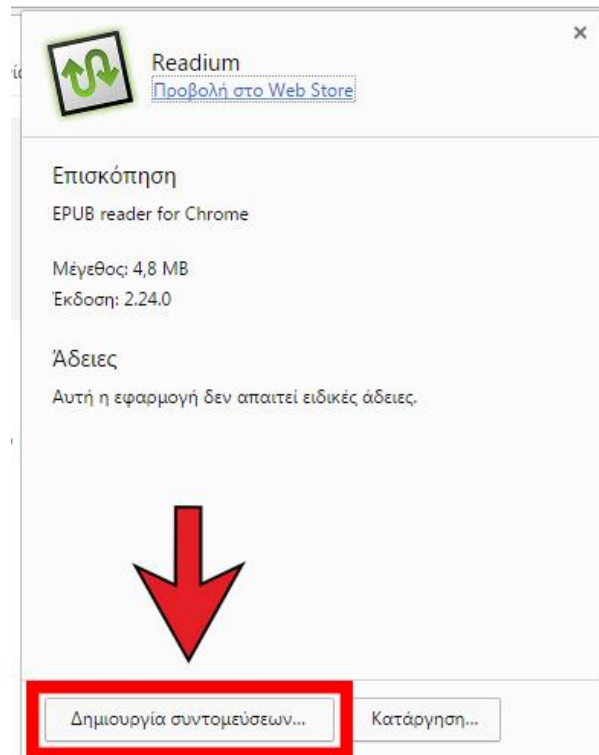 Readium
Προβολή στο Web Store
Επισκόπηση
EPUB reader for Chrome
Μέγεθος: 4,8 MB
Έκδοση: 2.24.0
Άδειες
Αυτή η εφαρμογή δεν απαιτεί ειδικές άδειες.
Δημιουργία συντομεύσεων...
Κατάργηση...